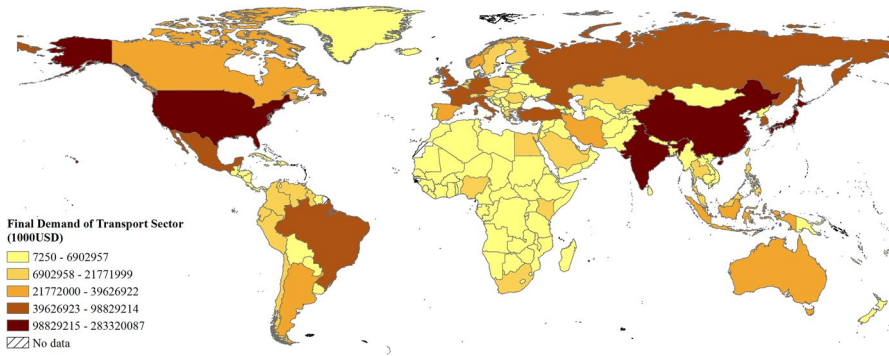 Final Demand of Transport Sector
(1000USD)
7250 - 6902957
6902958 - 21771999
21772000 - 39626922
39626923 - 98829214
98829215 - 283320087
No data